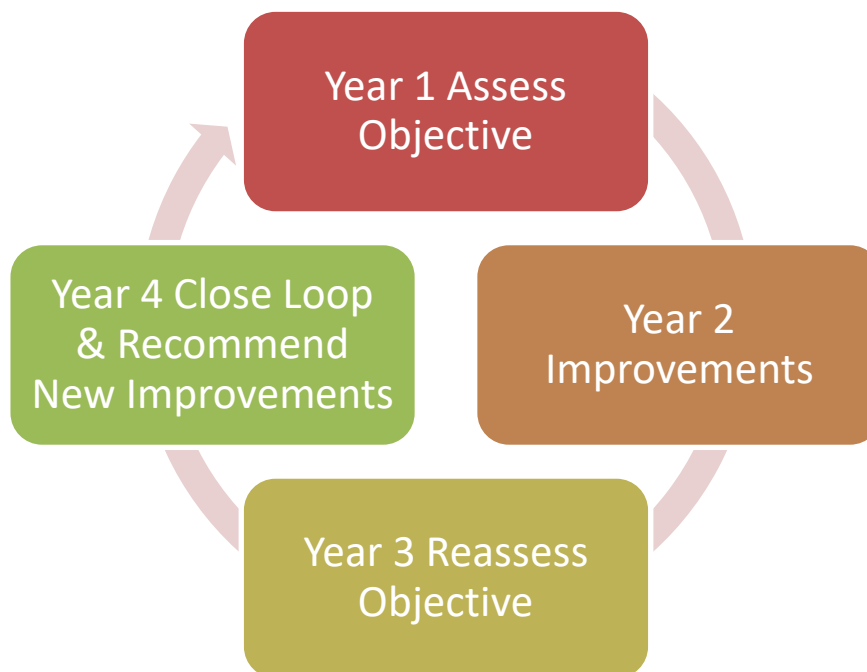 Year 1 Assess
Objective
Year 2
Improvements
Year 3 Reassess
Objective
Year 4 Close Loop
& Recommend
New Improvements